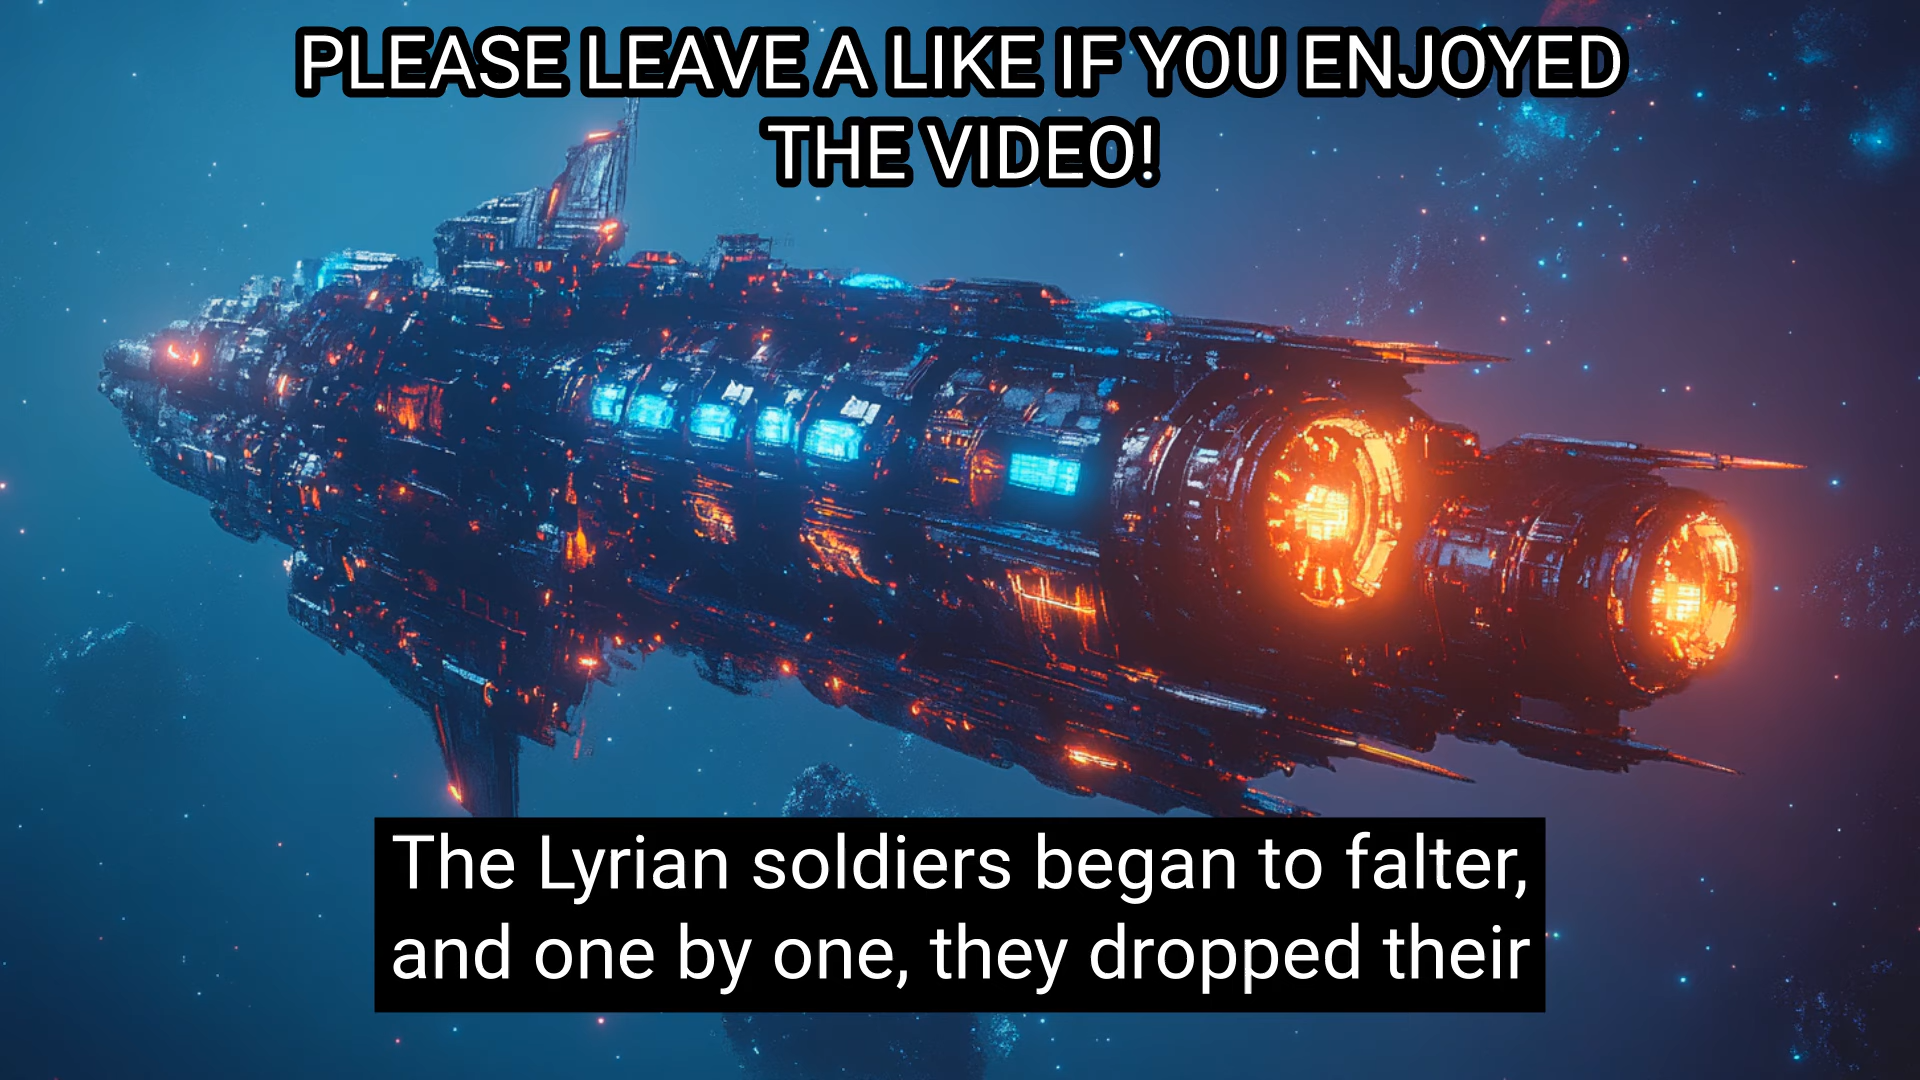 PLEASE LEAVE A LIKE IF YOU ENJOYED
THE VIDEO!
The Lyrian soldiers began to falter,
and one by one, they dropped their